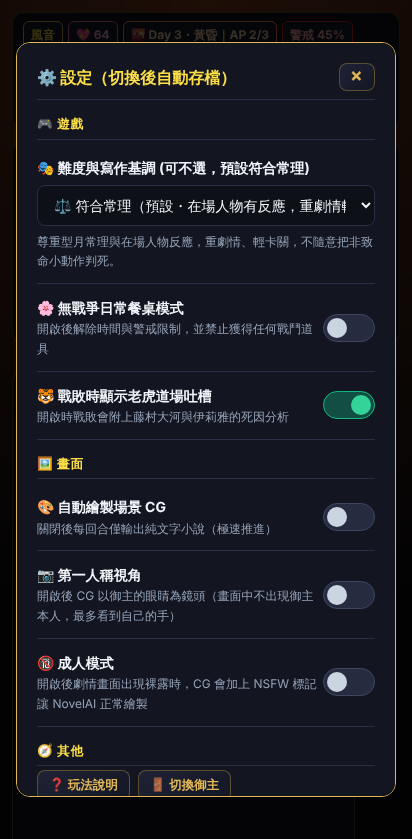 風音 💗 64 🌇 Day 3・黃昏｜AP 2/3 警戒 45%
⚙️ 設定（切換後自動存檔） ×
🎮 遊戲
🎭 難度與寫作基調 (可不選，預設符合常理)
⚖️ 符合常理（預設・在場人物有反應，重劇情輕
尊重型月常理與在場人物反應，重劇情、輕卡關，不隨意把非致
命小動作判死。
🌸 無戰爭日常餐桌模式
開啟後解除時間與警戒限制，並禁止獲得任何戰鬥道
具
🐯 戰敗時顯示老虎道場吐槽
開啟時戰敗會附上藤村大河與伊莉雅的死因分析
🖼️ 畫面
🎨 自動繪製場景 CG
關閉後每回合僅輸出純文字小說（極速推進）
📷 第一人稱視角
開啟後 CG 以御主的眼睛為鏡頭（畫面中不出現御主
本人，最多看到自己的手）
🔞 成人模式
開啟後劇情畫面出現裸露時，CG 會加上 NSFW 標記
讓 NovelAI 正常繪製
🧭 其他
❓ 玩法說明 🚪 切換御主